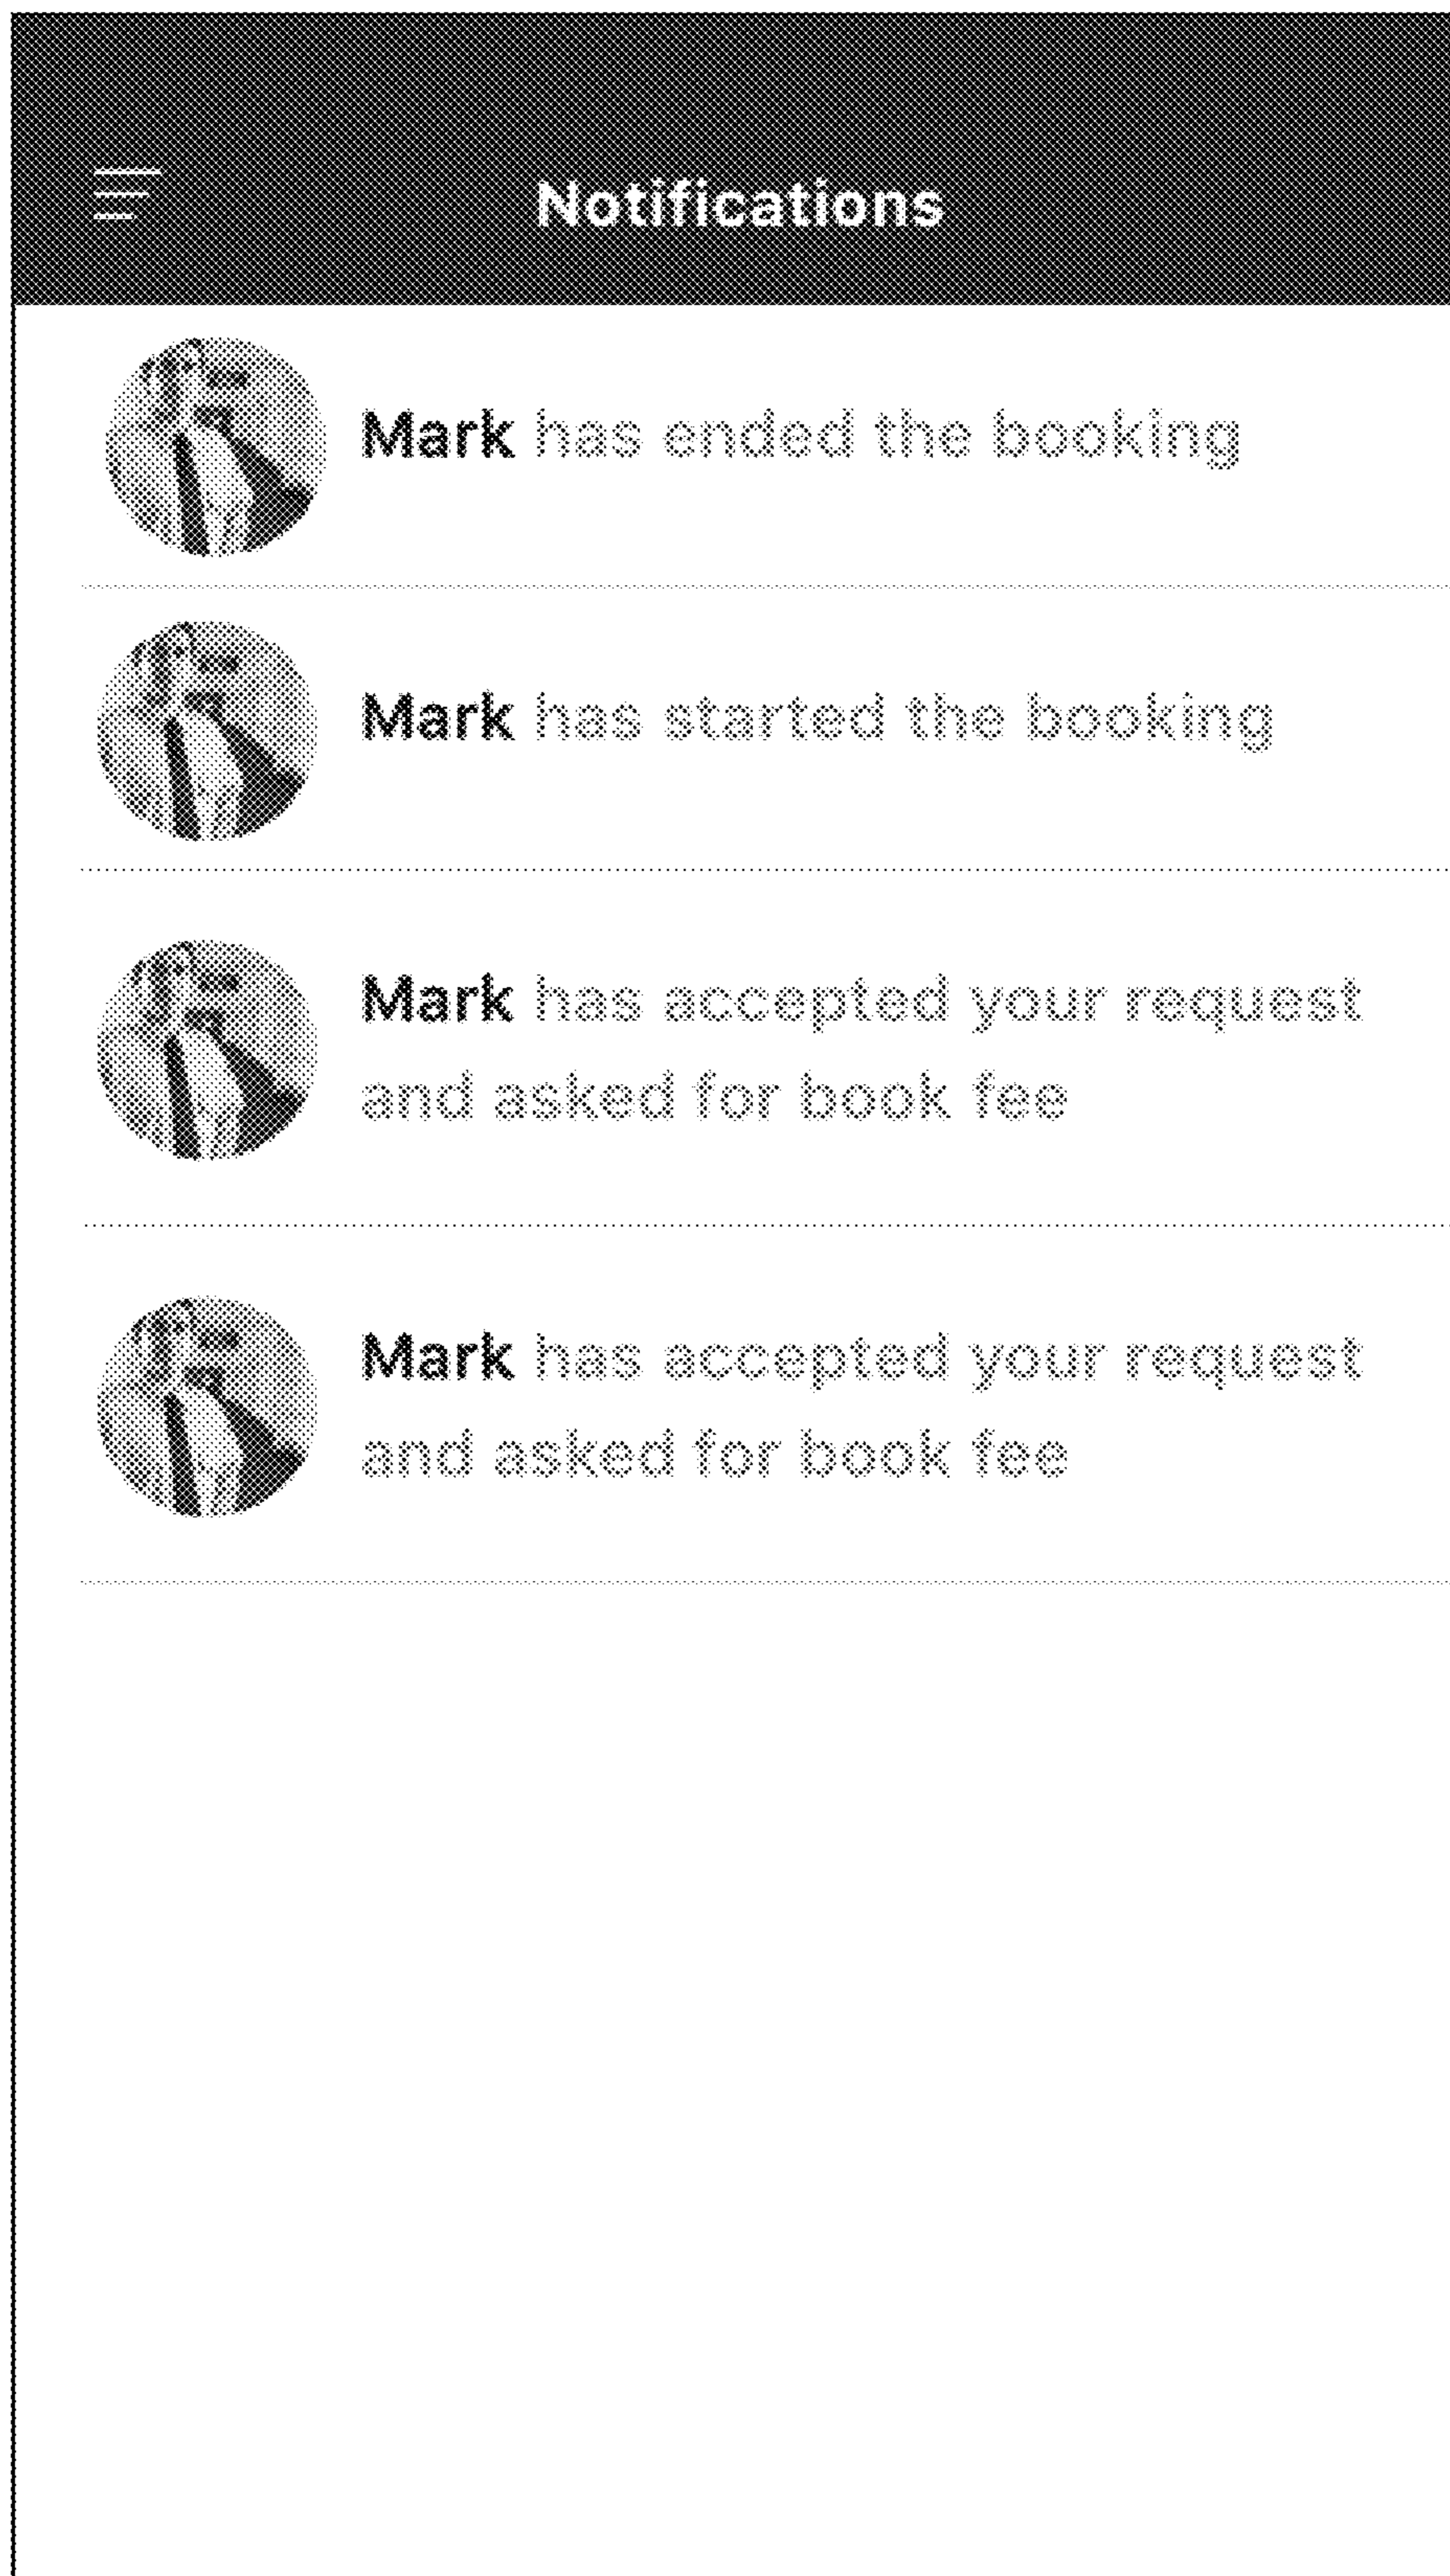 Notifications
Mark has ended the booking
Mark has started the booking
Mark has accepted your request
and asked for book fee
Mark has accepted your request
and asked for book fee